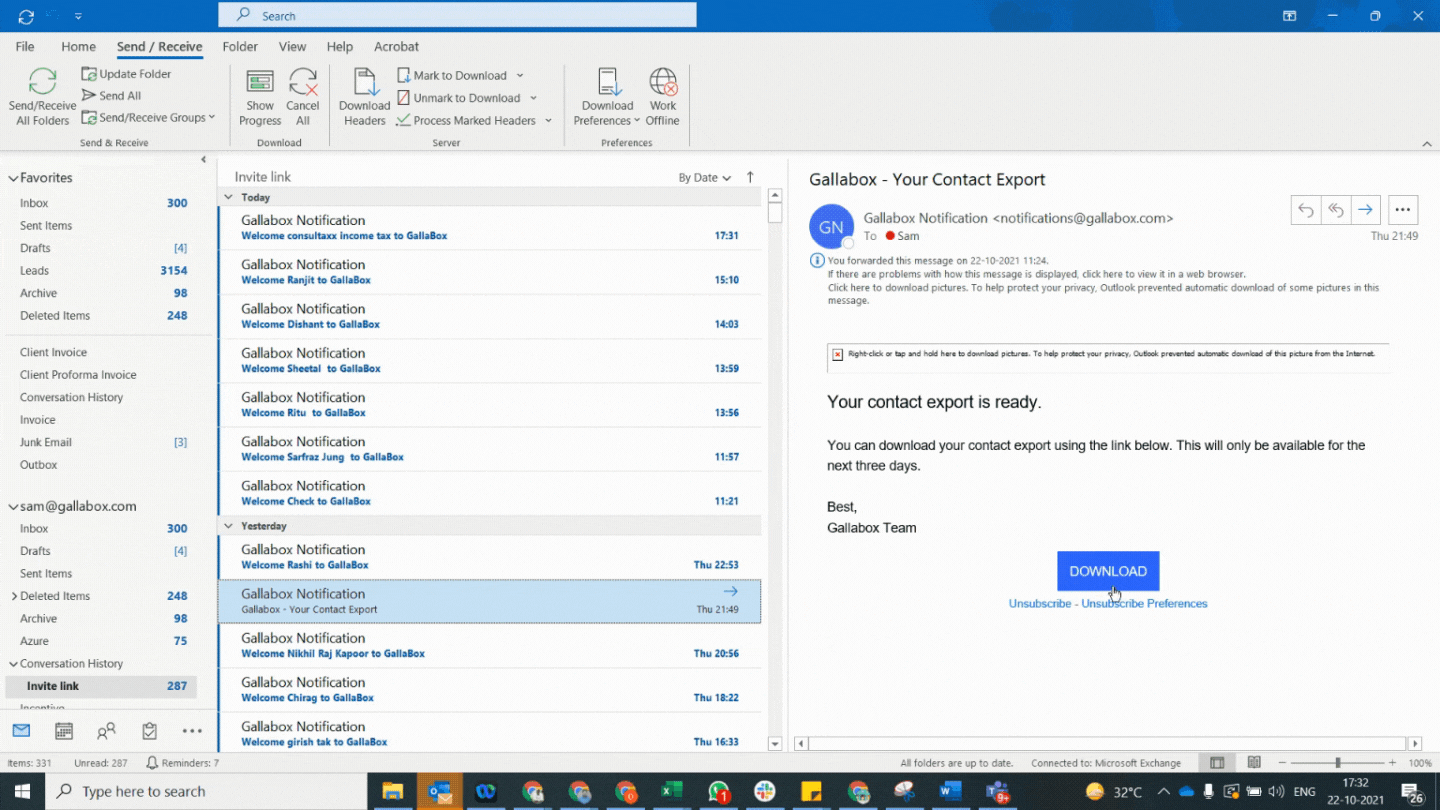 Search
File Home Send / Receive Folder View Help Acrobat
Send/Receive
All Folders
Update Folder
Send All
Send/Receive Groups
Send & Receive
Show
Progress
Cancel
All
Download
Download
Headers
Mark to Download
Unmark to Download
Process Marked Headers
Server
Download
Preferences
Work
Offline
Preferences
Favorites
Inbox 300
Sent Items
Drafts [4]
Leads 3154
Archive 98
Deleted Items 248
Client Invoice
Client Proforma Invoice
Conversation History
Invoice
Junk Email [3]
Outbox
sam@gallabox.com
Inbox 300
Drafts [4]
Sent Items
Deleted Items 248
Archive 98
Azure 75
Conversation History
Invite link 287
Incentive
Invite link By Date
Today
Gallabox Notification
Welcome consultaxx income tax to GallaBox 17:31
Gallabox Notification
Welcome Ranjit to GallaBox 15:10
Gallabox Notification
Welcome Dishant to GallaBox 14:03
Gallabox Notification
Welcome Sheetal to GallaBox 13:59
Gallabox Notification
Welcome Ritu to GallaBox 13:56
Gallabox Notification
Welcome Sarfraz Jung to GallaBox 11:57
Gallabox Notification
Welcome Check to GallaBox 11:21
Yesterday
Gallabox Notification
Welcome Rashi to GallaBox Thu 22:53
Gallabox Notification
Gallabox - Your Contact Export Thu 21:49
Gallabox Notification
Welcome Nikhil Raj Kapoor to GallaBox Thu 20:56
Gallabox Notification
Welcome Chirag to GallaBox Thu 18:22
Gallabox Notification
Welcome girish tak to GallaBox Thu 16:33
Gallabox - Your Contact Export
GN
Gallabox Notification <notifications@gallabox.com>
To Sam
Thu 21:49
You forwarded this message on 22-10-2021 11:24.
If there are problems with how this message is displayed, click here to view it in a web browser.
Click here to download pictures. To help protect your privacy, Outlook prevented automatic download of some pictures in this
message.
Right-click or tap and hold here to download pictures. To help protect your privacy, Outlook prevented automatic download of this picture from the Internet.
Your contact export is ready.
You can download your contact export using the link below. This will only be available for the
next three days.
Best,
Gallabox Team
DOWNLOAD
Unsubscribe - Unsubscribe Preferences
Items: 331 Unread: 287 Reminders: 7 All folders are up to date. Connected to: Microsoft Exchange 100%
Type here to search
1
9+
32°C
ENG
17:32
22-10-2021
26